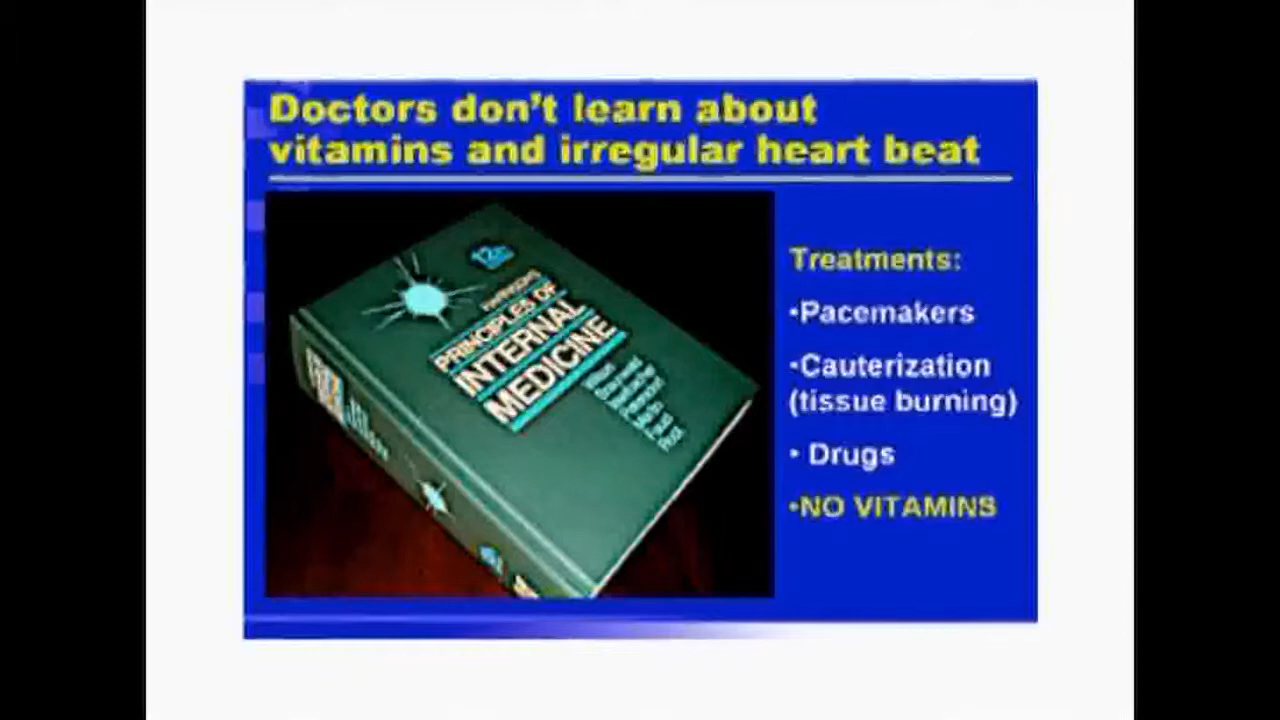 Doctors don't learn about
vitamins and irregular heart beat
12
PRINCIPLES OF
INTERNAL
MEDICINE
Treatments:
•Pacemakers
•Cauterization
(tissue burning)
• Drugs
•NO VITAMINS